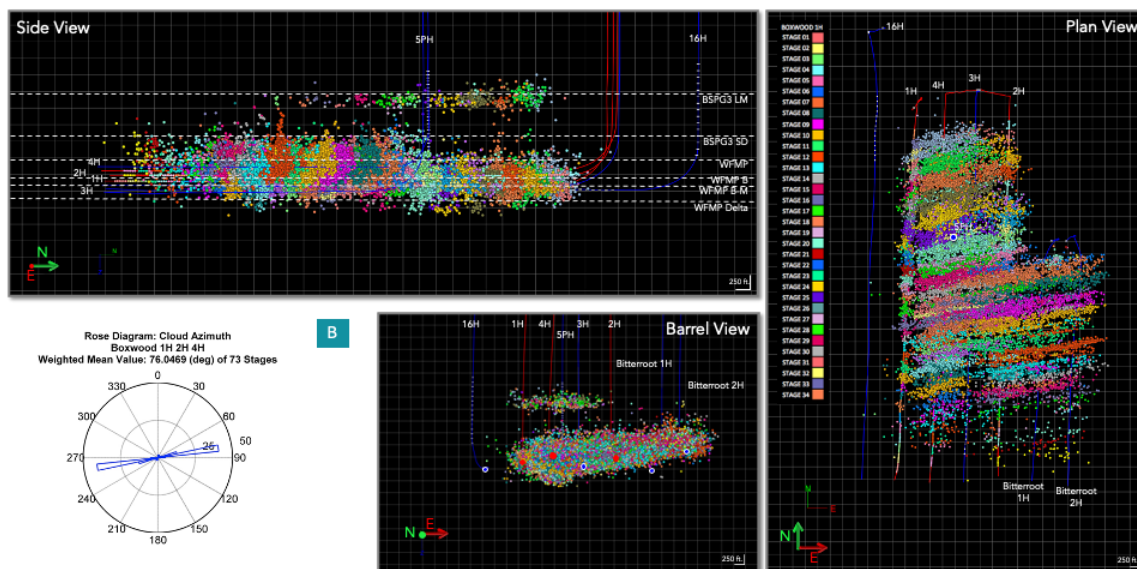 Side View
5PH
16H
BSPG3 LM
BSPG3 SD
WFMP
WFMP B
WFMP B-M
WFMP Delta
4H
2H
1H
3H
N
E
N
250 ft.
Plan View
BOXWOOD 1H
STAGE 01
STAGE 02
STAGE 03
STAGE 04
STAGE 05
STAGE 06
STAGE 07
STAGE 08
STAGE 09
STAGE 10
STAGE 11
STAGE 12
STAGE 13
STAGE 14
STAGE 15
STAGE 16
STAGE 17
STAGE 18
STAGE 19
STAGE 20
STAGE 21
STAGE 22
STAGE 23
STAGE 24
STAGE 25
STAGE 26
STAGE 27
STAGE 28
STAGE 29
STAGE 30
STAGE 31
STAGE 32
STAGE 33
STAGE 34
16H
1H
4H
3H
2H
5PH
Bitterroot
1H
Bitterroot
2H
N
E
N
E
250 ft.
B
Rose Diagram: Cloud Azimuth
Boxwood 1H 2H 4H
Weighted Mean Value: 76.0469 (deg) of 73 Stages
0
30
60
50
25
90
120
150
180
210
240
270
300
330
Barrel View
16H
1H
4H
5PH
3H
2H
Bitterroot 1H
Bitterroot 2H
N
E
250 ft.